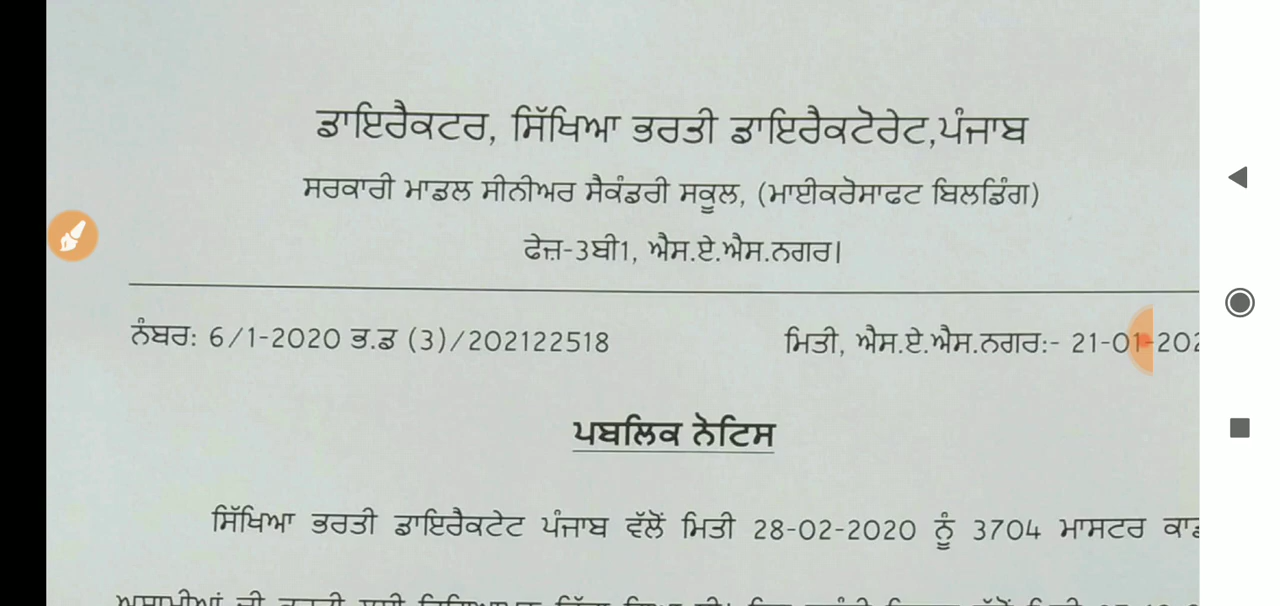 ਡਾਇਰੈਕਟਰ, ਸਿੱਖਿਆ ਭਰਤੀ ਡਾਇਰੈਕਟੋਰੇਟ,ਪੰਜਾਬ
ਸਰਕਾਰੀ ਮਾਡਲ ਸੀਨੀਅਰ ਸੈਕੰਡਰੀ ਸਕੂਲ, (ਮਾਈਕਰੋਸਾਫਟ ਬਿਲਡਿੰਗ)
ਫੇਜ਼-3ਬੀ1, ਐਸ.ਏ.ਐਸ.ਨਗਰ।
ਨੰਬਰ: 6/1-2020 ਭ.ਡ (3)/202122518 ਮਿਤੀ, ਐਸ.ਏ.ਐਸ.ਨਗਰ:- 21-01-202
ਪਬਲਿਕ ਨੋਟਿਸ
ਸਿੱਖਿਆ ਭਰਤੀ ਡਾਇਰੈਕਟੇਟ ਪੰਜਾਬ ਵੱਲੋਂ ਮਿਤੀ 28-02-2020 ਨੂੰ 3704 ਮਾਸਟਰ